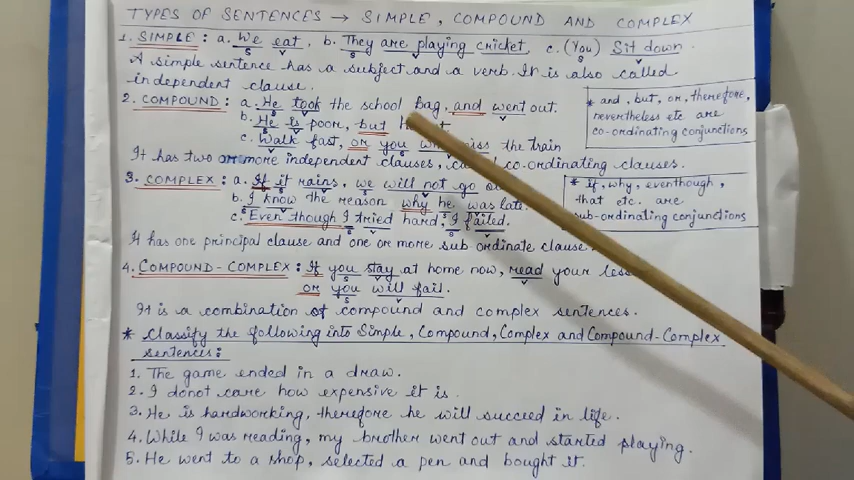 TYPES OF SENTENCES → SIMPLE, COMPOUND AND COMPLEX
1. SIMPLE : a. We eat, b. They are playing cricket, c. (You) Sit down.
S V S V S V
A simple sentence has a subject and a verb. It is also called
independent clause.
2. COMPOUND : a. He took the school bag, and went out.
S V V
b. He is poor, but
S V
c. Walk fast, or you miss the train
V S
It has two or more independent clauses, co-ordinating clauses.
* and, but, or, therefore,
nevertheless etc are
co-ordinating conjunctions
3. COMPLEX : a. If it rains, we will not go
S V S V
b. I know the reason why he was late.
S V S V
c. Even though I tried hard, I failed.
S V S V
It has one principal clause and one or more sub ordinate clause
* If, why, eventhough,
that etc. are
sub-ordinating conjunctions
4. COMPOUND-COMPLEX : If you stay at home now, read your
S V V
or you will fail.
S V
It is a combination of compound and complex sentences.
* Classify the following into Simple, Compound, Complex and Compound-Complex
sentences :
1. The game ended in a draw.
2. I donot care how expensive it is.
3. He is hardworking, therefore he will succeed in life.
4. While I was reading, my brother went out and started playing.
5. He went to a shop, selected a pen and bought it.